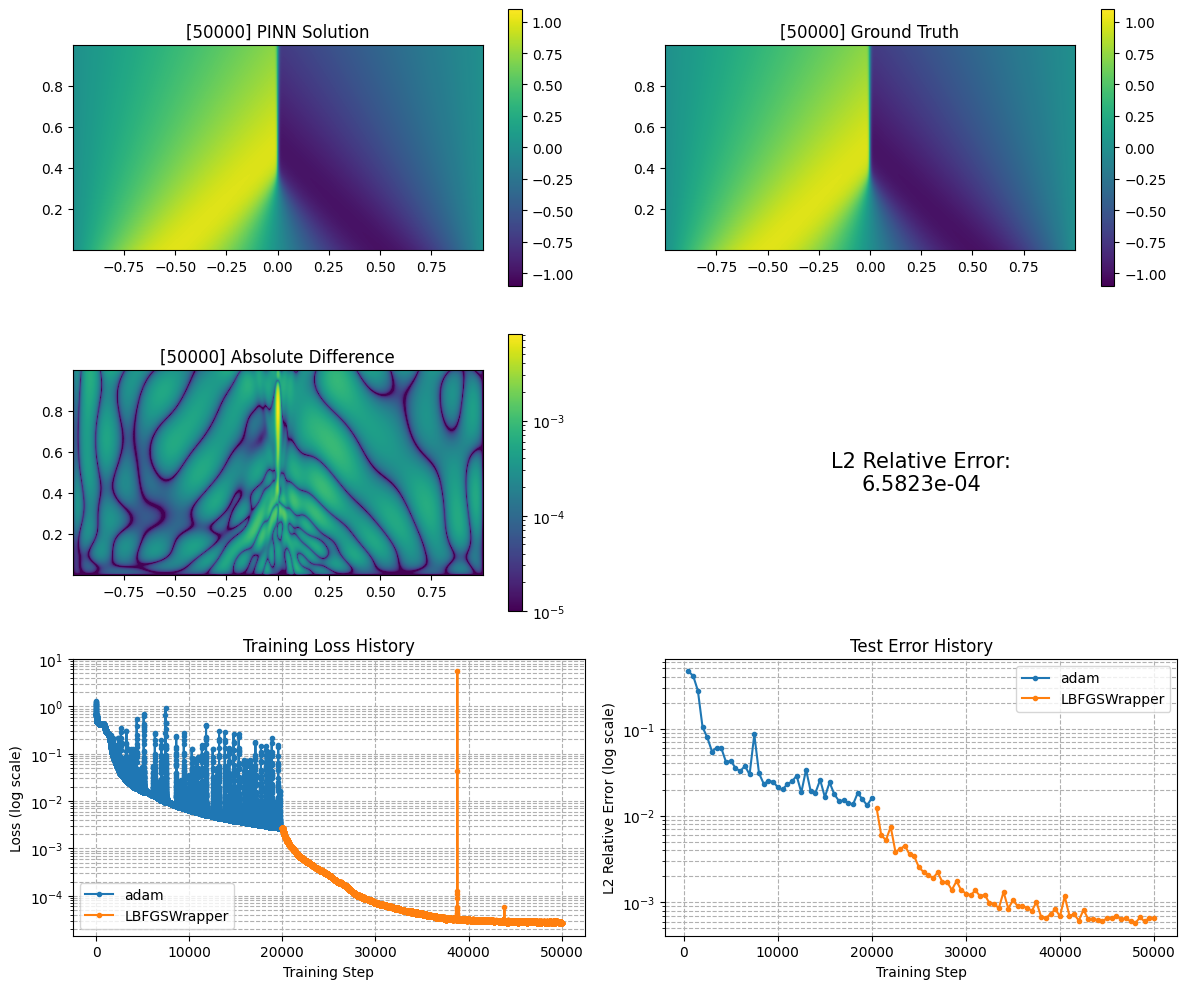 [50000] PINN Solution
0.8
0.6
0.4
0.2
−0.75 −0.50 −0.25 0.00 0.25 0.50 0.75
1.00
0.75
0.50
0.25
0.00
−0.25
−0.50
−0.75
−1.00
[50000] Ground Truth
0.8
0.6
0.4
0.2
−0.75 −0.50 −0.25 0.00 0.25 0.50 0.75
1.00
0.75
0.50
0.25
0.00
−0.25
−0.50
−0.75
−1.00
[50000] Absolute Difference
0.8
0.6
0.4
0.2
−0.75 −0.50 −0.25 0.00 0.25 0.50 0.75
10⁻³
10⁻⁴
10⁻⁵
L2 Relative Error:
6.5823e-04
Training Loss History
Loss (log scale)
10¹
10⁰
10⁻¹
10⁻²
10⁻³
10⁻⁴
adam
LBFGSWrapper
0 10000 20000 30000 40000 50000
Training Step
Test Error History
L2 Relative Error (log scale)
10⁻¹
10⁻²
10⁻³
adam
LBFGSWrapper
0 10000 20000 30000 40000 50000
Training Step